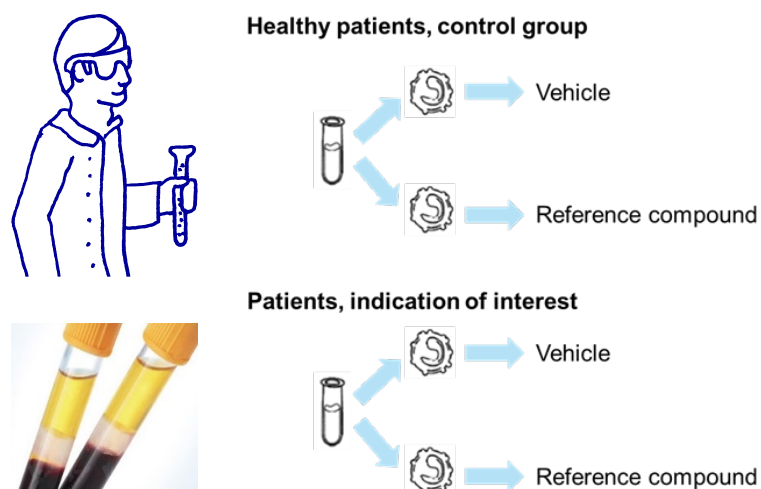 Healthy patients, control group
Vehicle
Reference compound
Patients, indication of interest
Vehicle
Reference compound